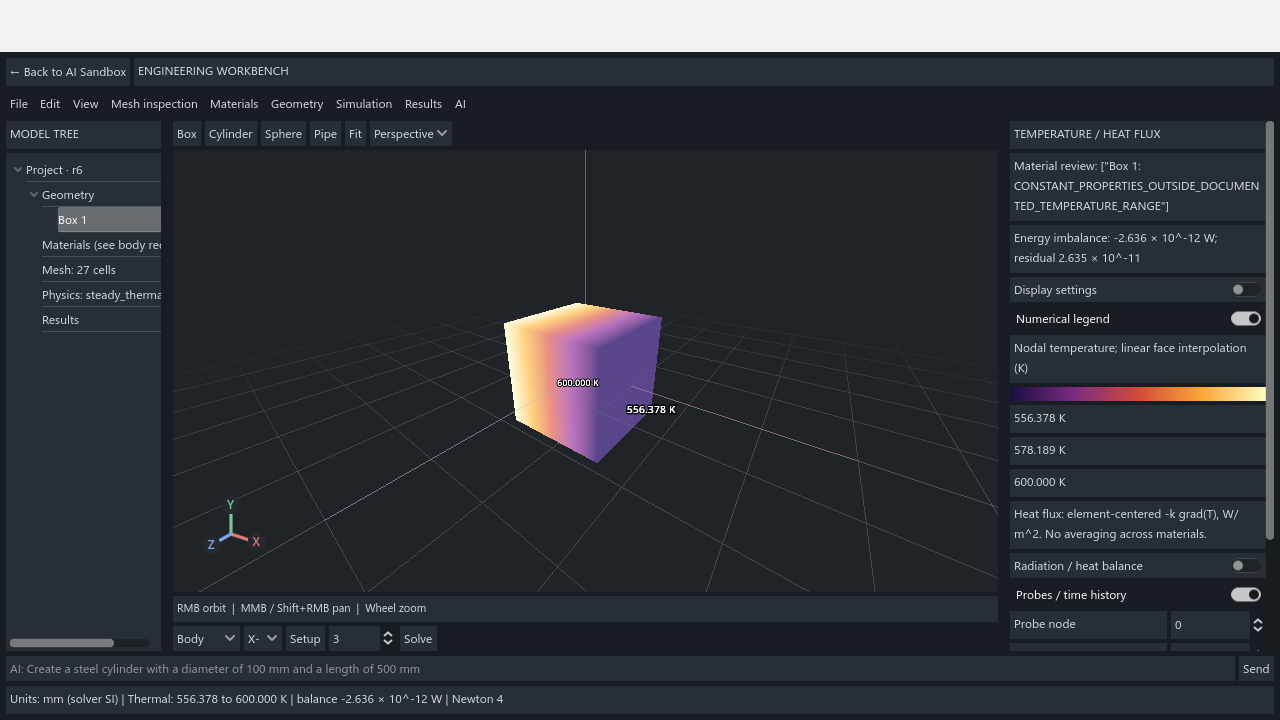 ← Back to AI Sandbox
ENGINEERING WORKBENCH
File Edit View Mesh inspection Materials Geometry Simulation Results AI
MODEL TREE
Project · r6
Geometry
Box 1
Materials (see body rec
Mesh: 27 cells
Physics: steady_therma
Results
Box Cylinder Sphere Pipe Fit Perspective
600.000 K
556.378 K
Y
Z
X
RMB orbit | MMB / Shift+RMB pan | Wheel zoom
Body X- Setup 3 Solve
TEMPERATURE / HEAT FLUX
Material review: ["Box 1:
CONSTANT_PROPERTIES_OUTSIDE_DOCUMEN
TED_TEMPERATURE_RANGE"]
Energy imbalance: -2.636 × 10^-12 W;
residual 2.635 × 10^-11
Display settings
Numerical legend
Nodal temperature; linear face interpolation
(K)
556.378 K
578.189 K
600.000 K
Heat flux: element-centered -k grad(T), W/
m^2. No averaging across materials.
Radiation / heat balance
Probes / time history
Probe node 0
AI: Create a steel cylinder with a diameter of 100 mm and a length of 500 mm
Send
Units: mm (solver SI) | Thermal: 556.378 to 600.000 K | balance -2.636 × 10^-12 W | Newton 4